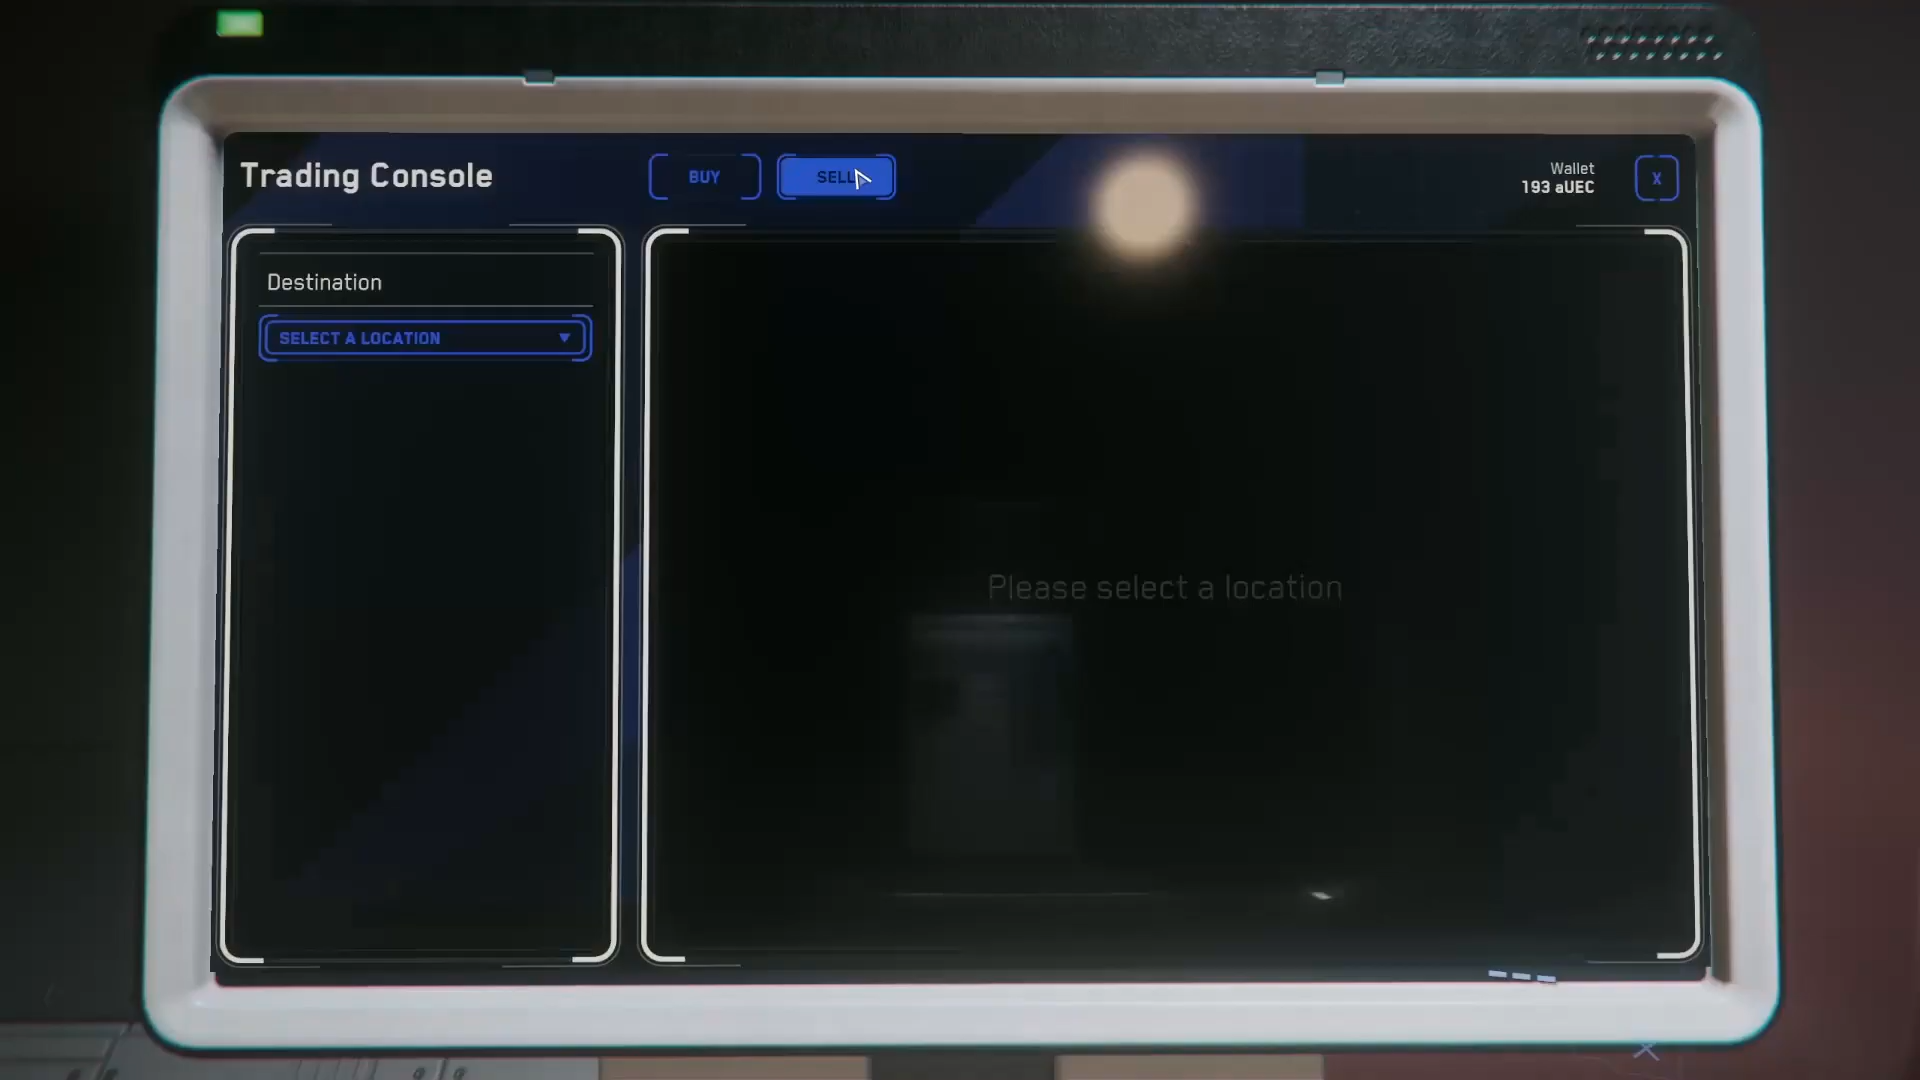 Trading Console
BUY
SELL
Wallet
193 aUEC
X
Destination
SELECT A LOCATION
Please select a location